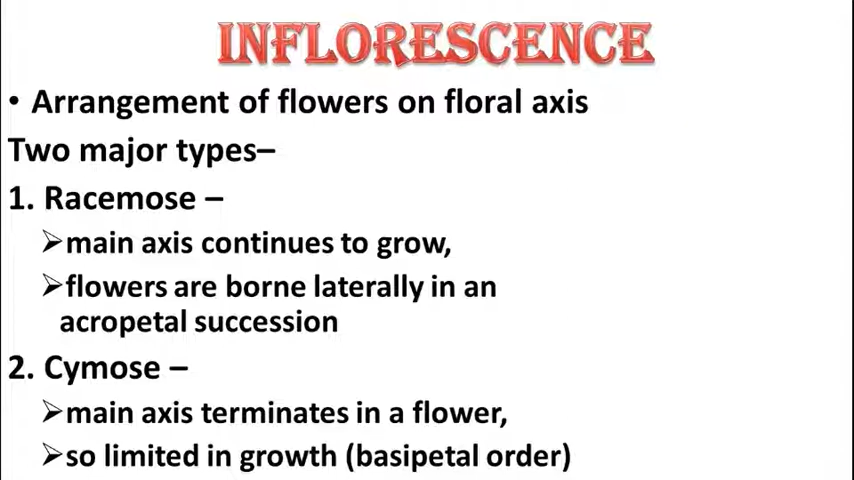 INFLORESCENCE
• Arrangement of flowers on floral axis
Two major types–
1. Racemose –
➢main axis continues to grow,
➢flowers are borne laterally in an
acropetal succession
2. Cymose –
➢main axis terminates in a flower,
➢so limited in growth (basipetal order)